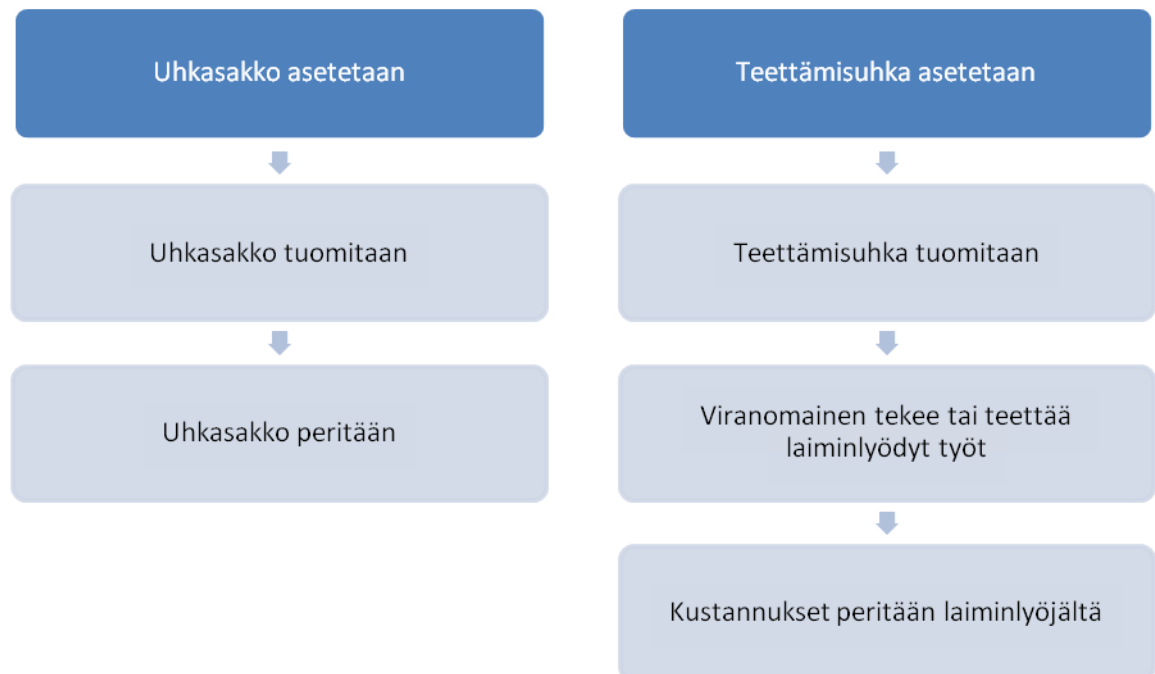 Uhkasakko asetetaan
Uhkasakko tuomitaan
Uhkasakko peritään
Teettämisuhka asetetaan
Teettämisuhka tuomitaan
Viranomainen tekee tai teettää
laiminlyödyt työt
Kustannukset peritään laiminlyöjältä